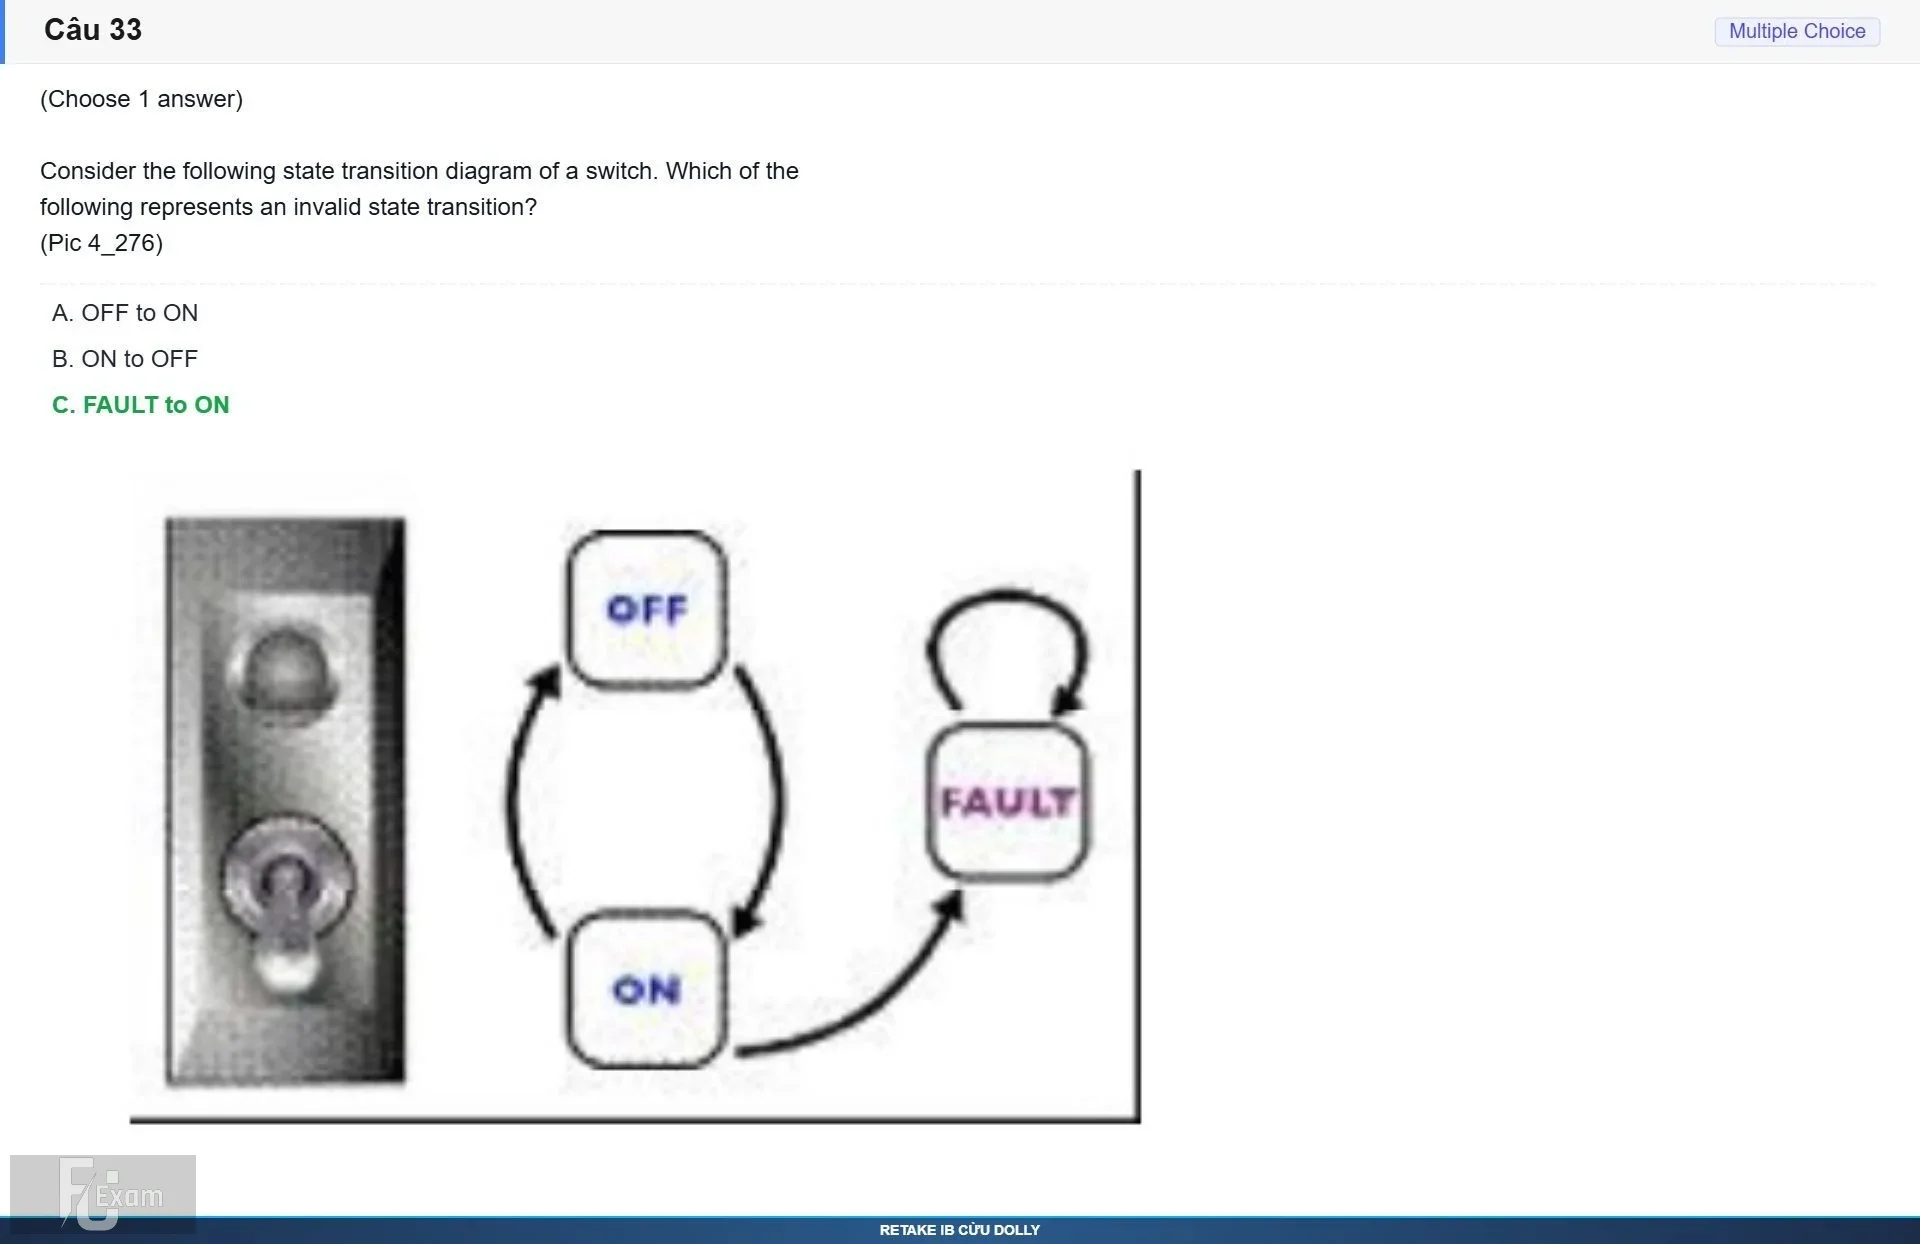 Câu 33
Multiple Choice
(Choose 1 answer)
Consider the following state transition diagram of a switch. Which of the
following represents an invalid state transition?
(Pic 4_276)
A. OFF to ON
B. ON to OFF
C. FAULT to ON
OFF
FAULT
ON
Exam
RETAKE IB CỪU DOLLY